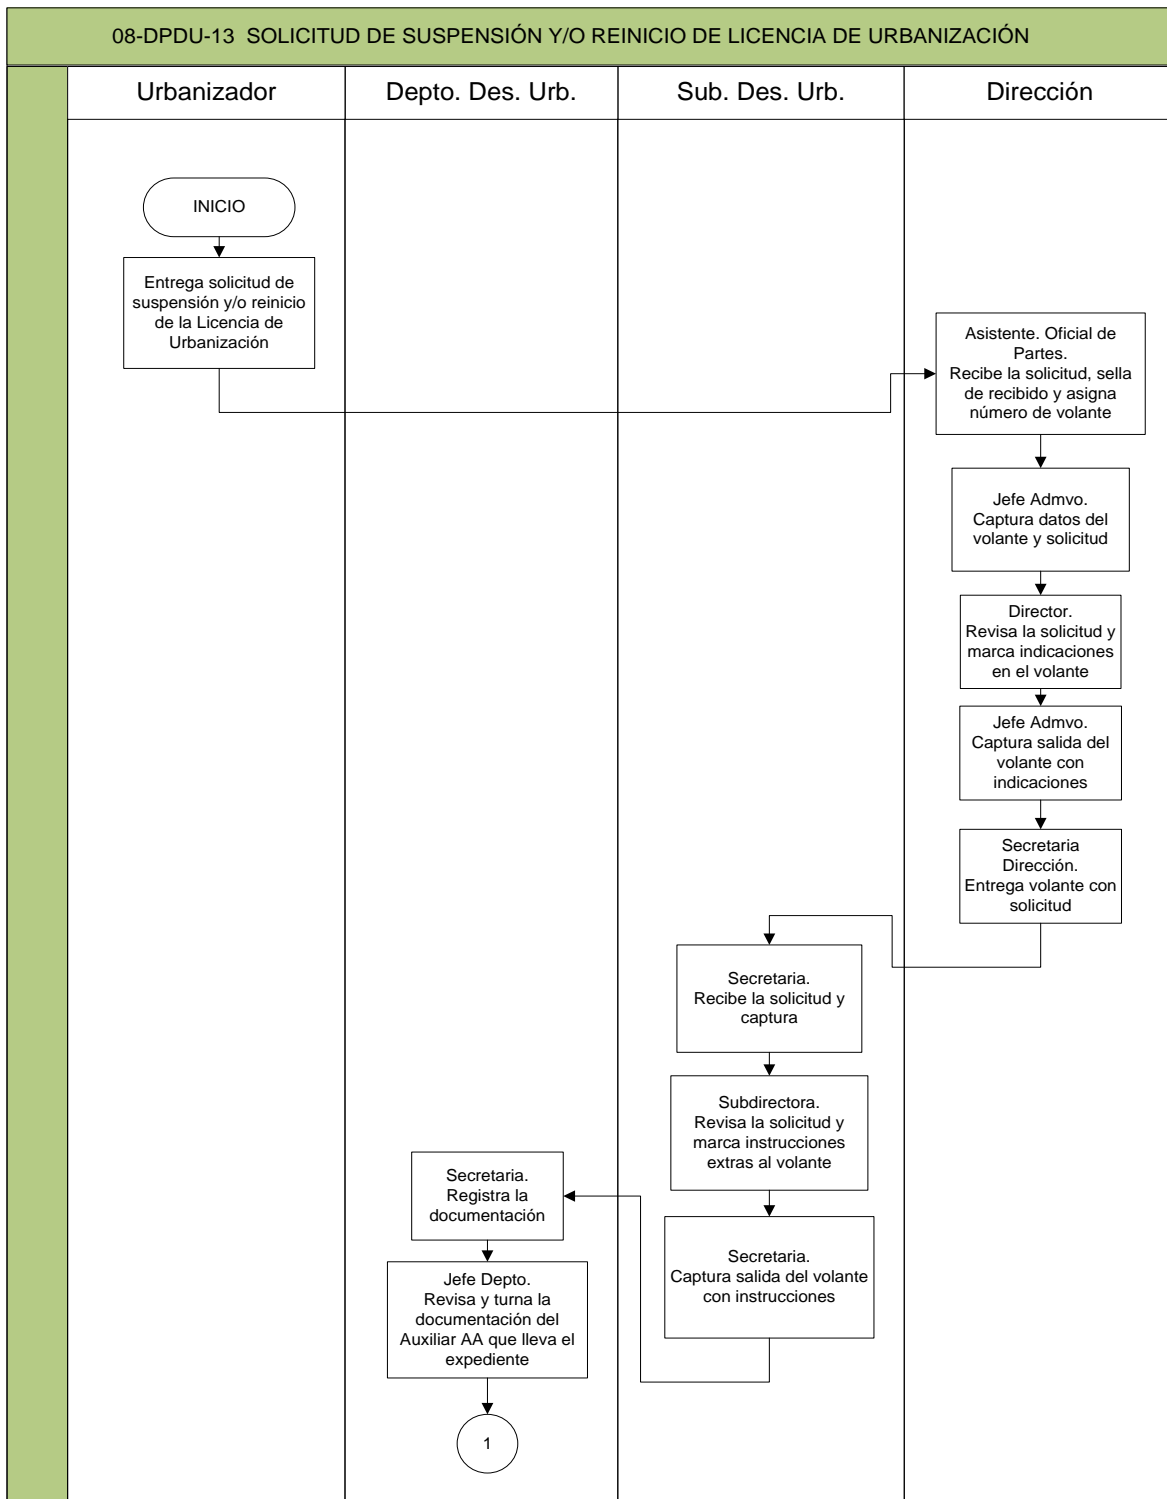 08-DPDU-13  SOLICITUD DE SUSPENSIÓN Y/O REINICIO DE LICENCIA DE URBANIZACIÓN
Urbanizador
Depto. Des. Urb.
Sub. Des. Urb.
Dirección
INICIO
Entrega solicitud de
suspensión y/o reinicio
de la Licencia de
Urbanización
Asistente. Oficial de
Partes.
Recibe la solicitud, sella
de recibido y asigna
número de volante
Jefe Admvo.
Captura datos del
volante y solicitud
Director.
Revisa la solicitud y
marca indicaciones
en el volante
Jefe Admvo.
Captura salida del
volante con
indicaciones
Secretaria
Dirección.
Entrega volante con
solicitud
Secretaria.
Recibe la solicitud y
captura
Subdirectora.
Revisa la solicitud y
marca instrucciones
extras al volante
Secretaria.
Captura salida del volante
con instrucciones
Secretaria.
Registra la
documentación
Jefe Depto.
Revisa y turna la
documentación del
Auxiliar AA que lleva el
expediente
1